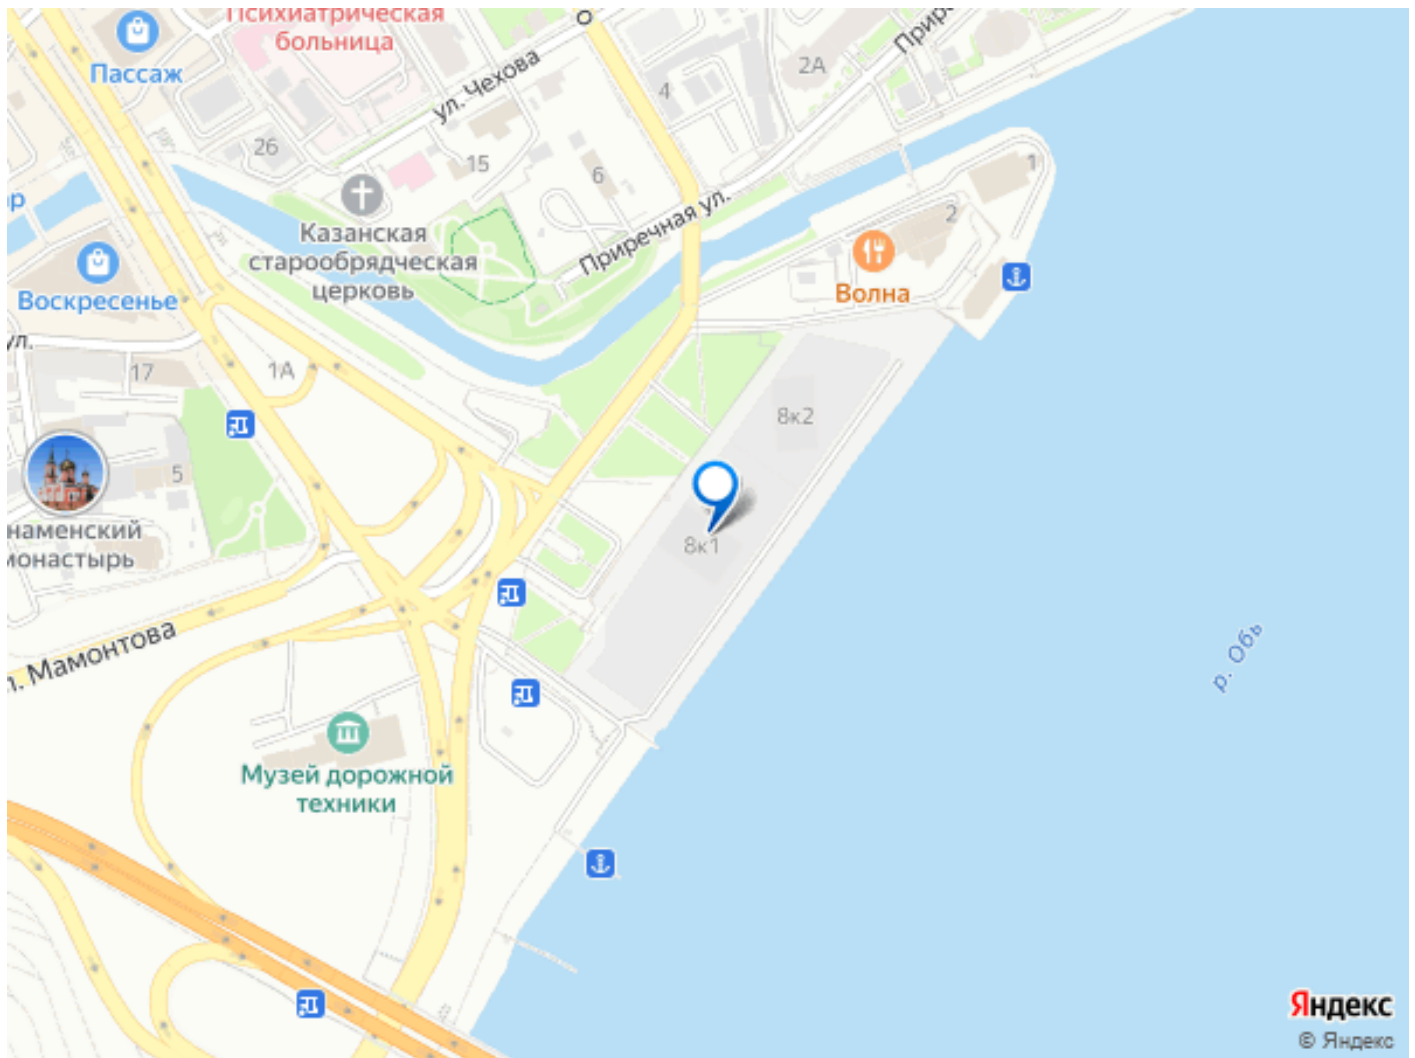 Психиатрическая
больница
Пассаж
ул. Чехова
2А
4
26
15
6
1
2
Казанская
старообрядческая
церковь
Приречная ул.
Волна
Воскресенье
ул.
17
1А
8к2
5
8к1
наменский
монастырь
Мамонтова
р. Обь
Музей дорожной
техники
Яндекс
© Яндекс